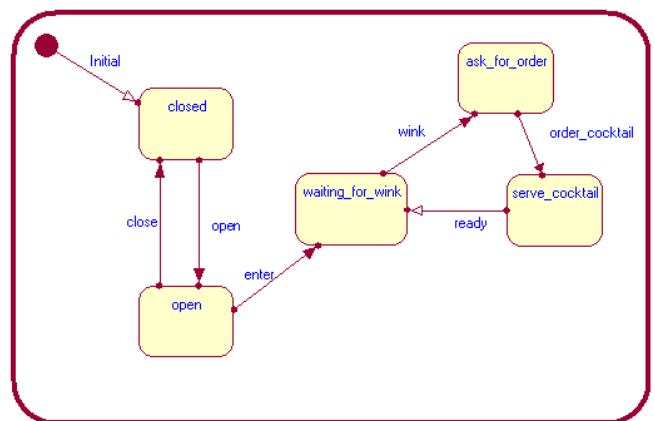 Initial
closed
close
open
open
enter
waiting_for_wink
wink
ask_for_order
order_cocktail
serve_cocktail
ready